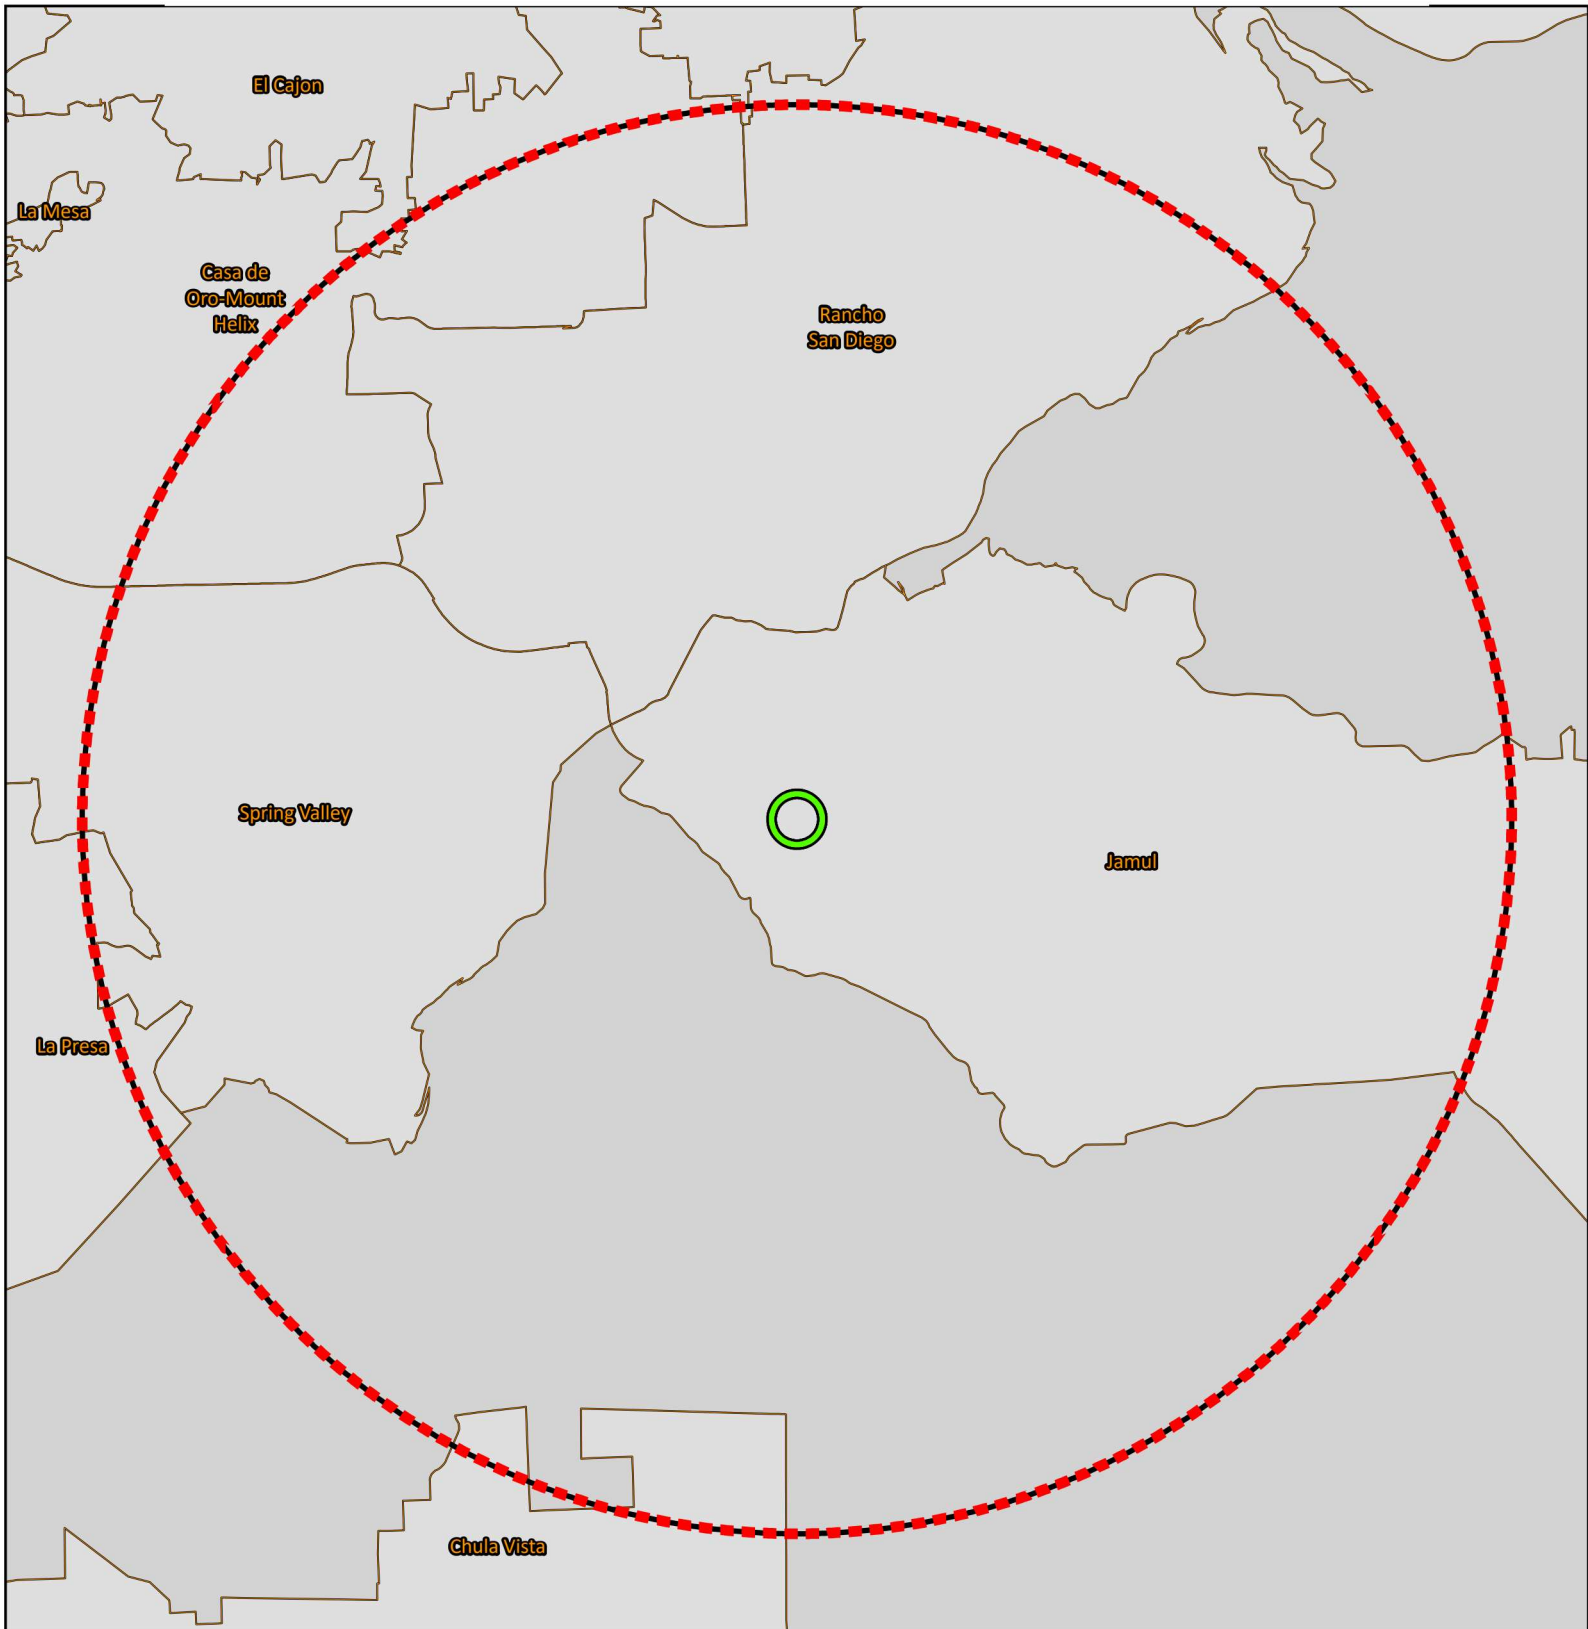 El Cajon
La Mesa
Casa de
Oro-Mount
Helix
Rancho
San Diego
Spring Valley
Jamul
La Presa
Chula Vista